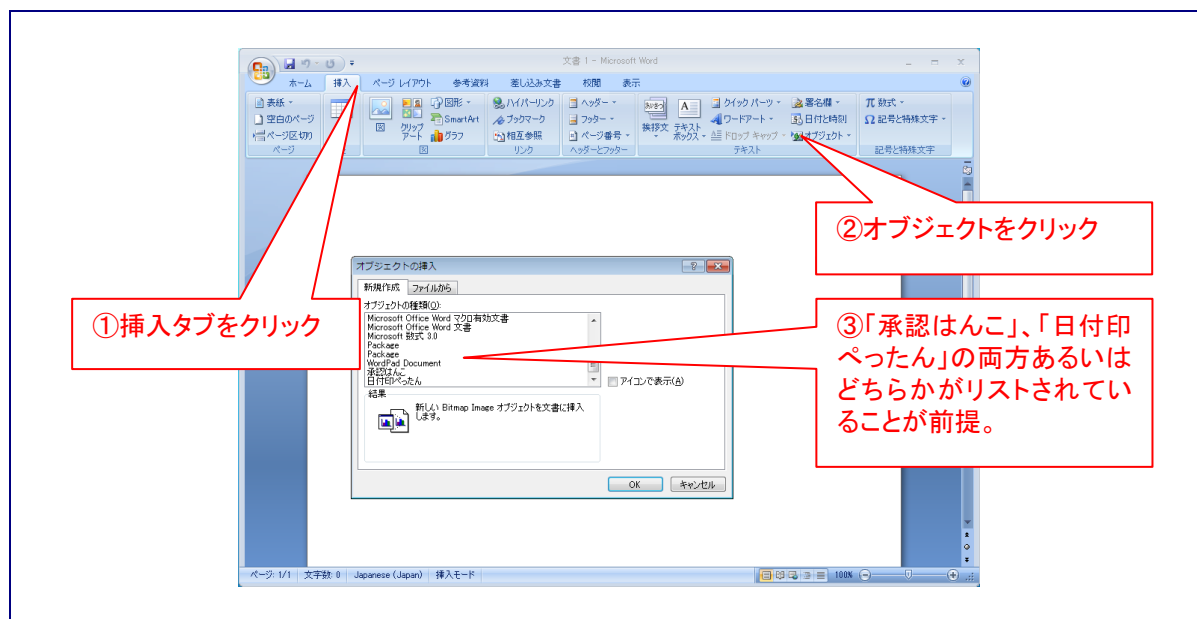 文書 1 - Microsoft Word
ホーム 挿入 ページ レイアウト 参考資料 差し込み文書 校閲 表示
表紙
空白のページ
ページ区切り
ページ
図
クリップ
アート
図形
SmartArt
グラフ
図
ハイパーリンク
ブックマーク
相互参照
リンク
ヘッダー
フッター
ページ番号
ヘッダーとフッター
挨拶文
テキスト
ボックス
クイック パーツ
ワードアート
ドロップ キャップ
署名欄
日付と時刻
オブジェクト
テキスト
π 数式
Ω 記号と特殊文字
記号と特殊文字
②オブジェクトをクリック
オブジェクトの挿入
新規作成 ファイルから
オブジェクトの種類(O):
Microsoft Office Word マクロ有効文書
Microsoft Office Word 文書
Microsoft 数式 3.0
Package
Package
WordPad Document
承認はんこ
日付印ぺったん
アイコンで表示(A)
結果
新しい Bitmap Image オブジェクトを文書に挿入
します。
OK キャンセル
①挿入タブをクリック
③「承認はんこ」、「日付印
ぺったん」の両方あるいは
どちらかがリストされてい
ることが前提。
ページ: 1/1 文字数: 0 Japanese (Japan) 挿入モード 100%